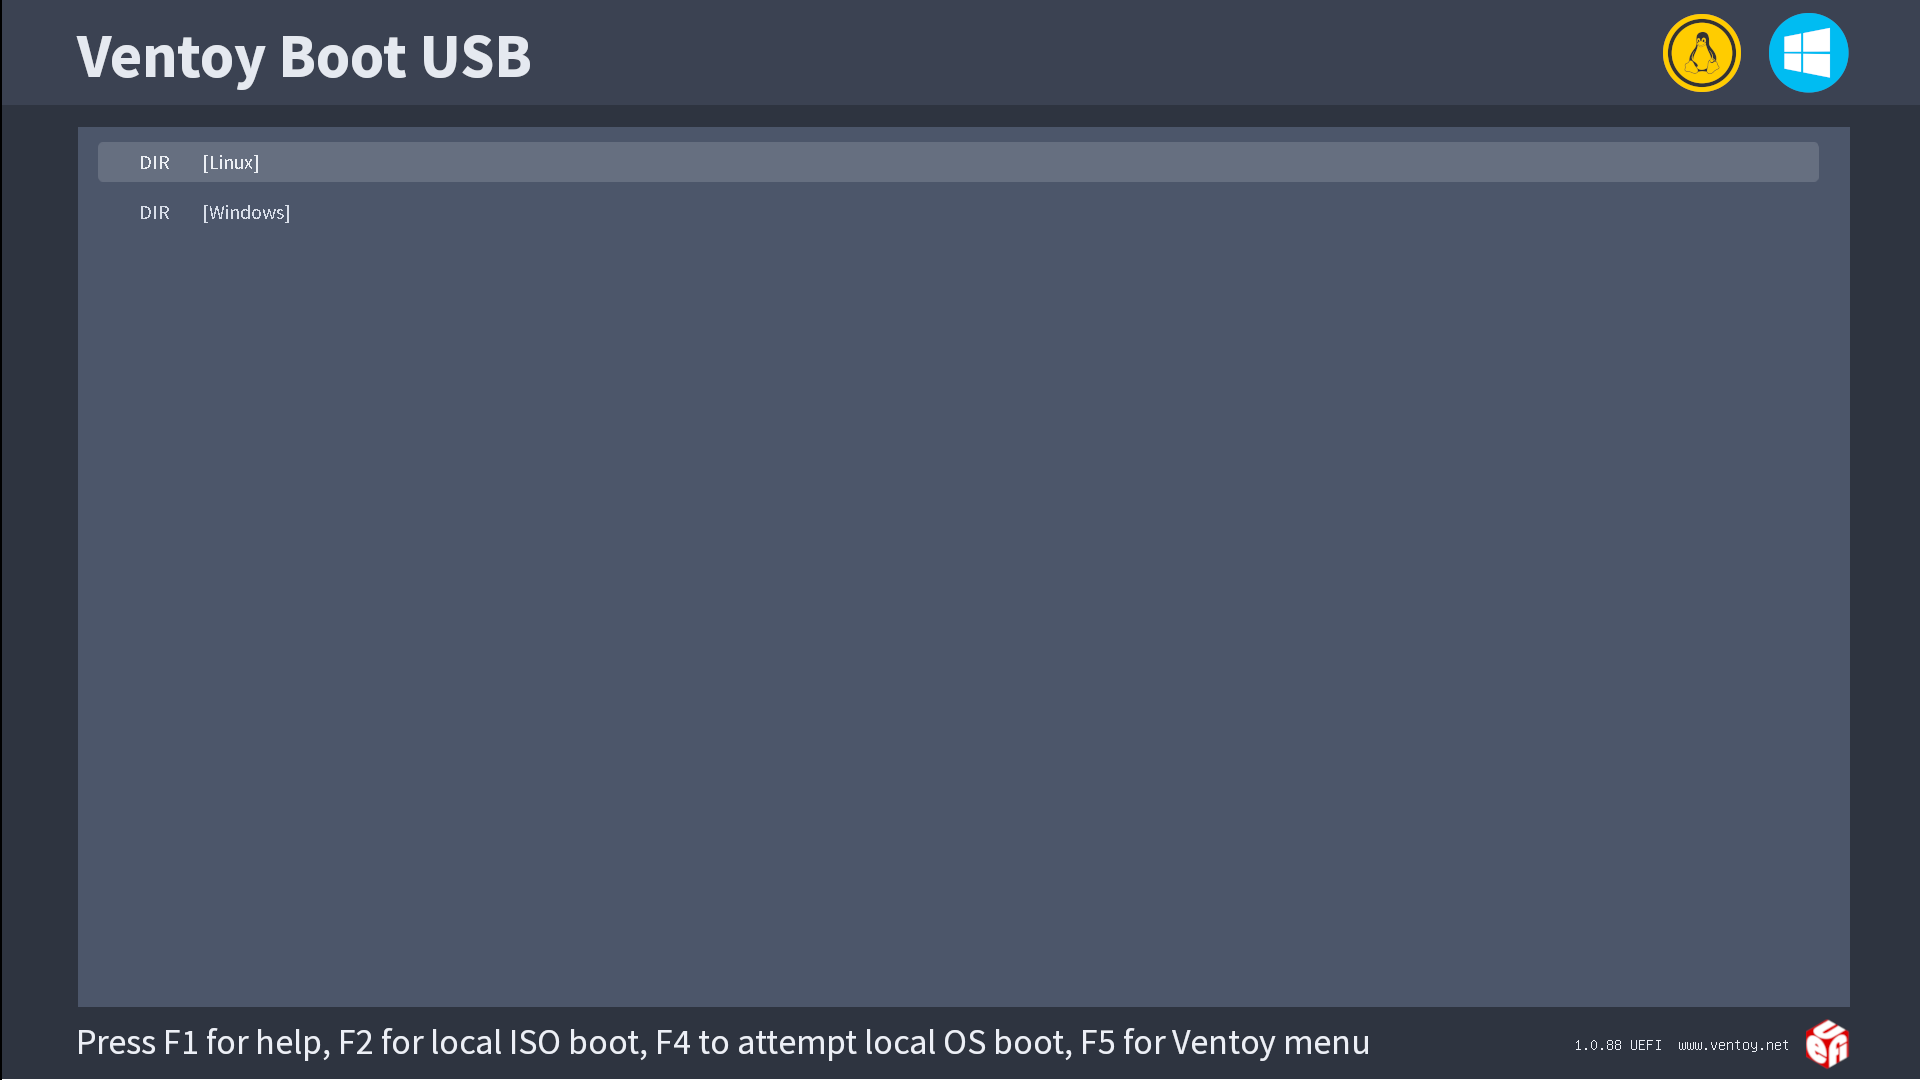 Ventoy Boot USB
DIR [Linux]
DIR [Windows]
Press F1 for help, F2 for local ISO boot, F4 to attempt local OS boot, F5 for Ventoy menu
1.0.88 UEFI www.ventoy.net
UEFI